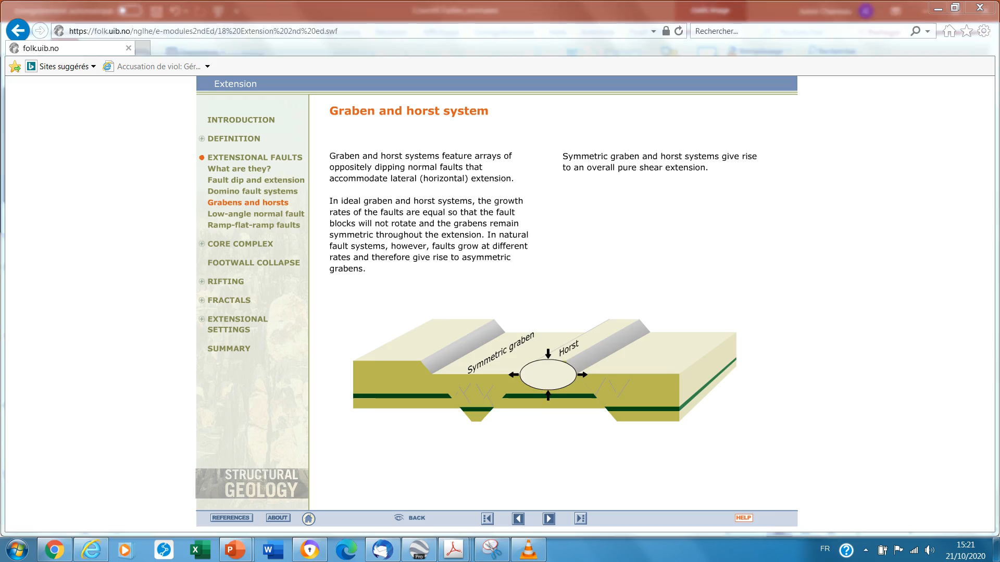 https://folk.uib.no/nglhe/e-modules2ndEd/18%20Extension%202nd%20ed.swf
Rechercher...
folk.uib.no
Sites suggérés
Accusation de viol: Gér...
Extension
INTRODUCTION
DEFINITION
EXTENSIONAL FAULTS
What are they?
Fault dip and extension
Domino fault systems
Grabens and horsts
Low-angle normal fault
Ramp-flat-ramp faults
CORE COMPLEX
FOOTWALL COLLAPSE
RIFTING
FRACTALS
EXTENSIONAL
SETTINGS
SUMMARY
STRUCTURAL
GEOLOGY
Graben and horst system
Graben and horst systems feature arrays of
oppositely dipping normal faults that
accommodate lateral (horizontal) extension.
In ideal graben and horst systems, the growth
rates of the faults are equal so that the fault
blocks will not rotate and the grabens remain
symmetric throughout the extension. In natural
fault systems, however, faults grow at different
rates and therefore give rise to asymmetric
grabens.
Symmetric graben and horst systems give rise
to an overall pure shear extension.
Symmetric graben
Horst
REFERENCES
ABOUT
BACK
HELP
Pro
FR
15:21
21/10/2020